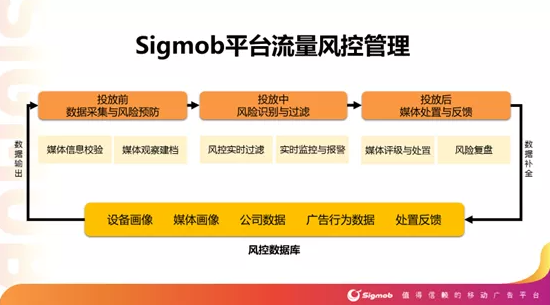 Sigmob平台流量风控管理
投放前
数据采集与风险预防
投放中
风险识别与过滤
投放后
媒体处置与反馈
媒体信息校验
媒体观察建档
风控实时过滤
实时监控与报警
媒体评级与处置
风险复盘
数据输出
数据补全
设备画像
媒体画像
公司数据
广告行为数据
处置反馈
风控数据库
Sigmob
值得信赖的移动广告平台